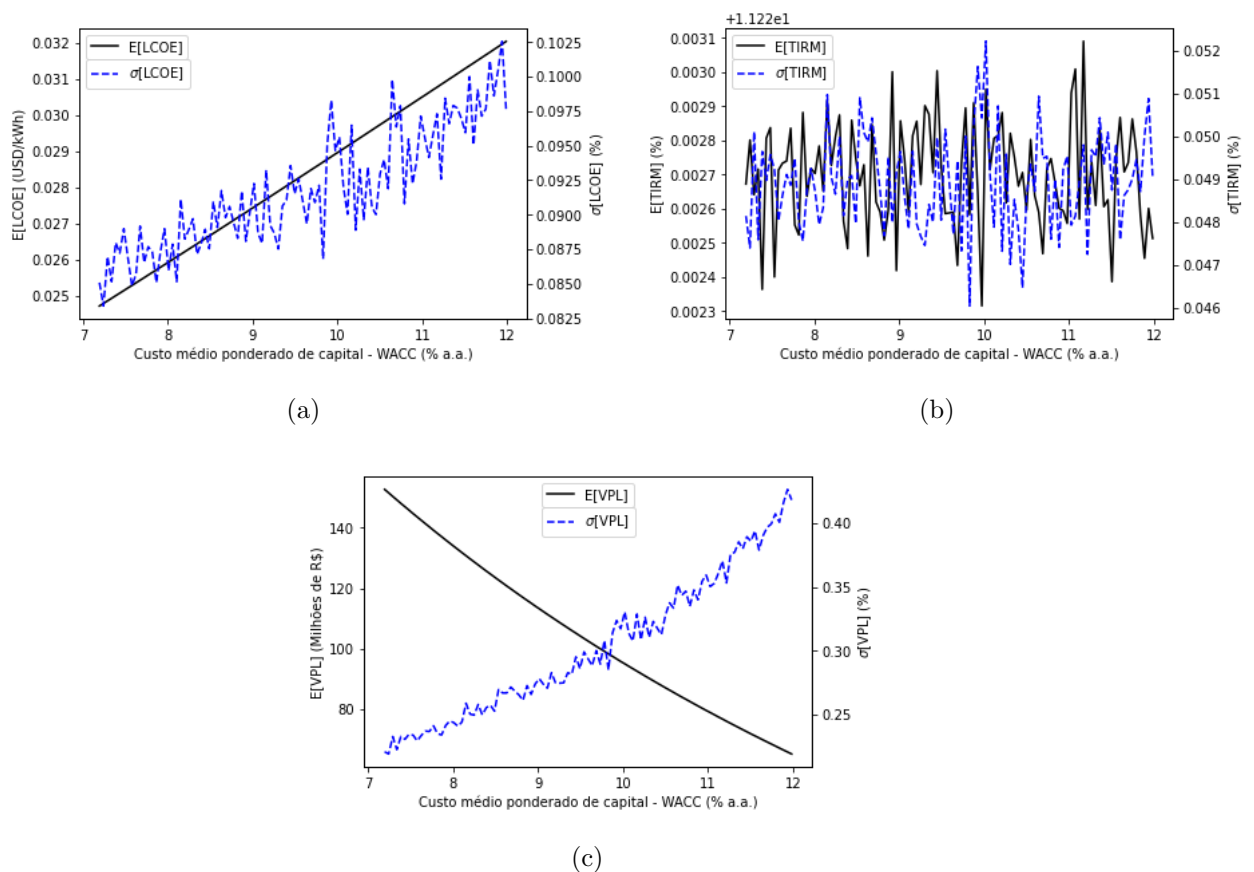 E[LCOE]
σ[LCOE]
0.032
0.031
0.030
0.029
0.028
0.027
0.026
0.025
E[LCOE] (USD/kWh)
0.1025
0.1000
0.0975
0.0950
0.0925
0.0900
0.0875
0.0850
0.0825
σ[LCOE] (%)
7 8 9 10 11 12
Custo médio ponderado de capital - WACC (% a.a.)
(a)
+1.122e1
E[TIRM]
σ[TIRM]
0.0031
0.0030
0.0029
0.0028
0.0027
0.0026
0.0025
0.0024
0.0023
E[TIRM] (%)
0.052
0.051
0.050
0.049
0.048
0.047
0.046
σ[TIRM] (%)
7 8 9 10 11 12
Custo médio ponderado de capital - WACC (% a.a.)
(b)
E[VPL]
σ[VPL]
140
120
100
80
E[VPL] (Milhões de R$)
0.40
0.35
0.30
0.25
σ[VPL] (%)
7 8 9 10 11 12
Custo médio ponderado de capital - WACC (% a.a.)
(c)